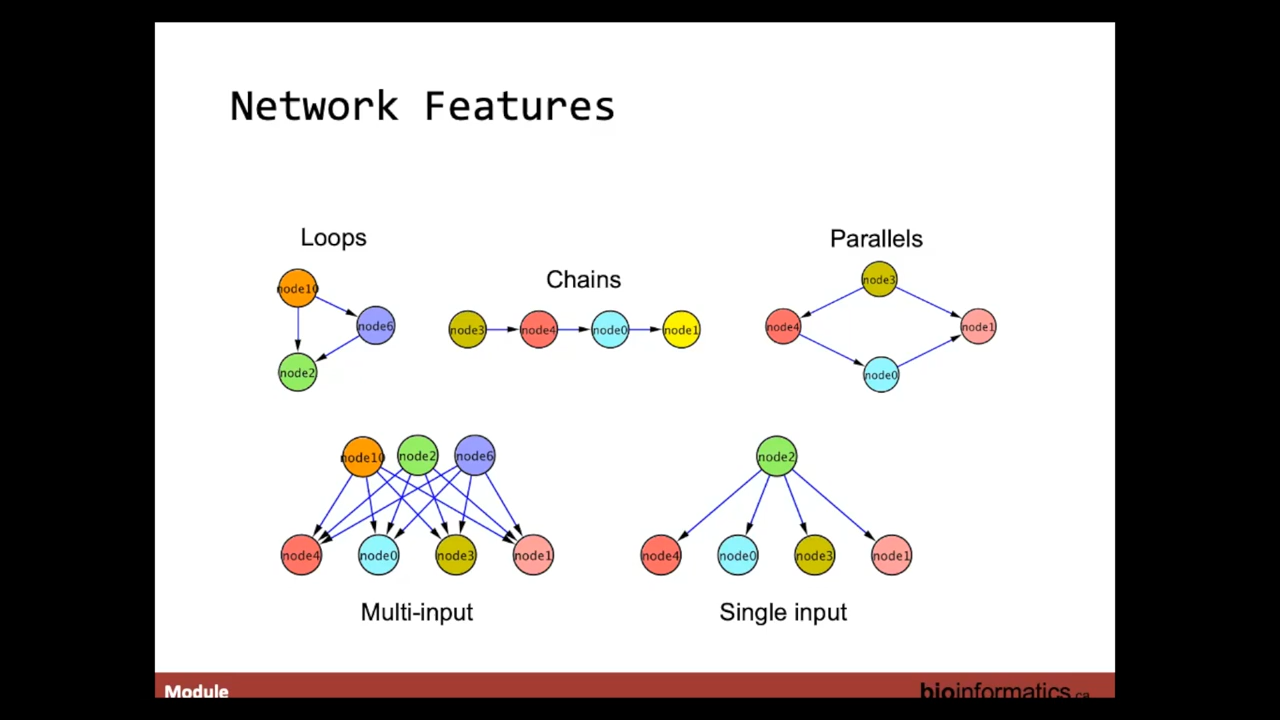 Network Features
Loops
node10
node6
node2
Chains
node3
node4
node0
node1
Parallels
node3
node4
node1
node0
node10
node2
node6
node4
node0
node3
node1
Multi-input
node2
node4
node0
node3
node1
Single input
Module
bioinformatics.ca